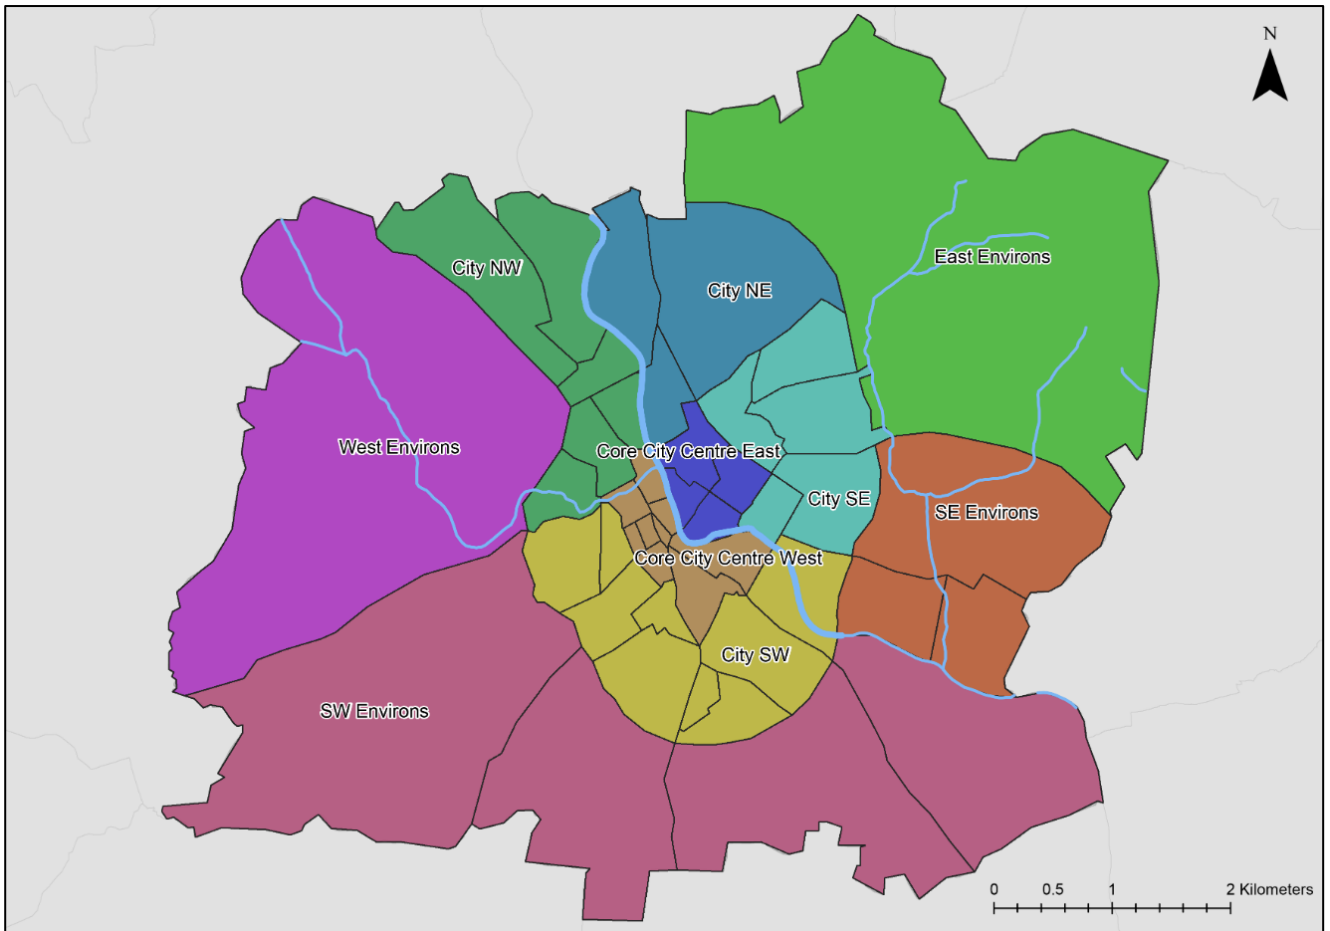 N
City NW
East Environs
City NE
West Environs
Core City Centre East
City SE
SE Environs
Core City Centre West
City SW
SW Environs
0 0.5 1 2 Kilometers